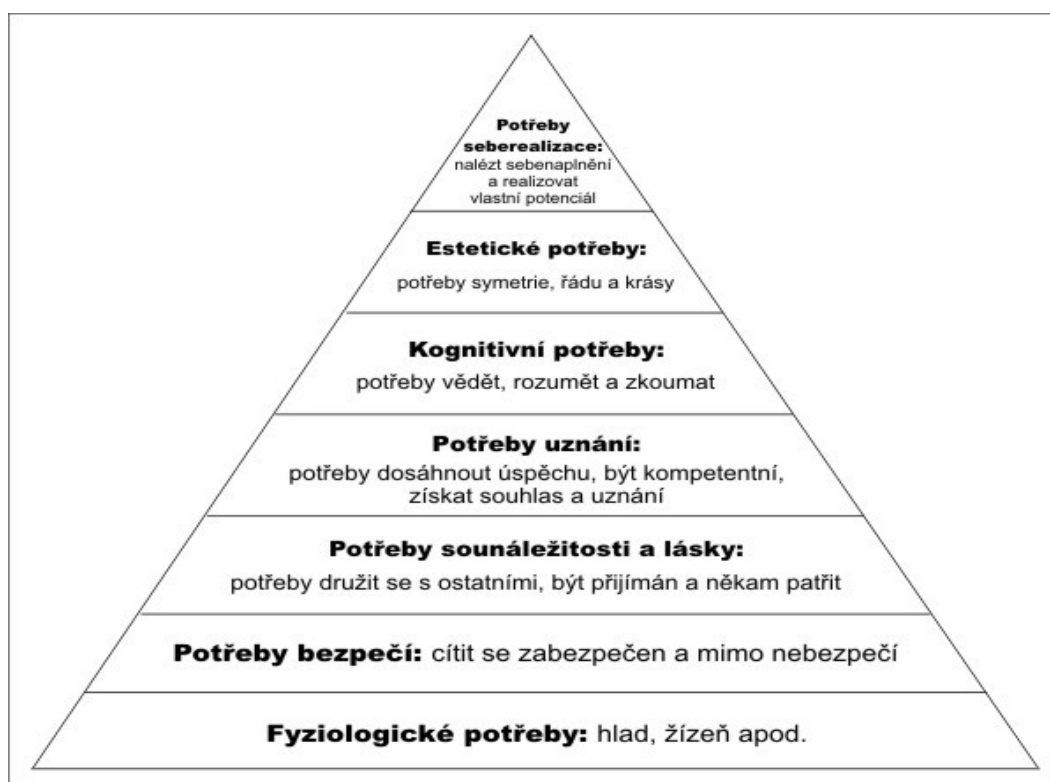 Potřeby
seberealizace:
nalézt sebenaplnění
a realizovat
vlastní potenciál
Estetické potřeby:
potřeby symetrie, řádu a krásy
Kognitivní potřeby:
potřeby vědět, rozumět a zkoumat
Potřeby uznání:
potřeby dosáhnout úspěchu, být kompetentní,
získat souhlas a uznání
Potřeby sounáležitosti a lásky:
potřeby družit se s ostatními, být přijímán a někam patřit
Potřeby bezpečí: cítit se zabezpečen a mimo nebezpečí
Fyziologické potřeby: hlad, žízeň apod.